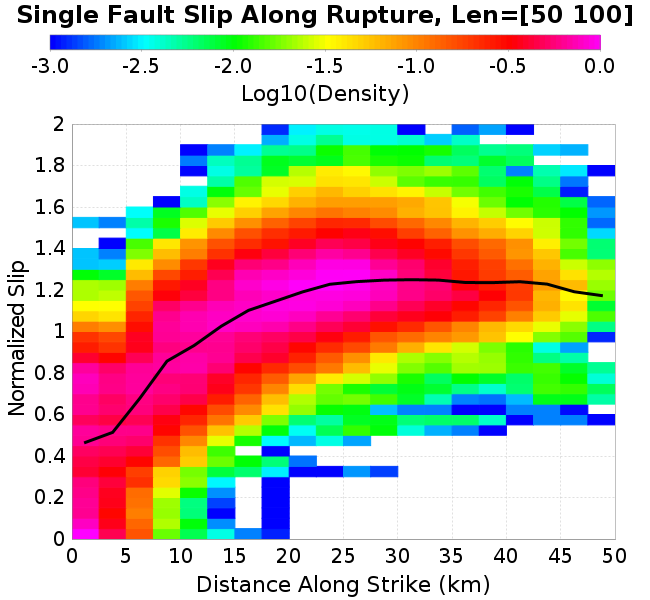 Single Fault Slip Along Rupture, Len=[50 100]
-3.0 -2.5 -2.0 -1.5 -1.0 -0.5 0.0
Log10(Density)
Normalized Slip
2
1.8
1.6
1.4
1.2
1
0.8
0.6
0.4
0.2
0
0 5 10 15 20 25 30 35 40 45 50
Distance Along Strike (km)